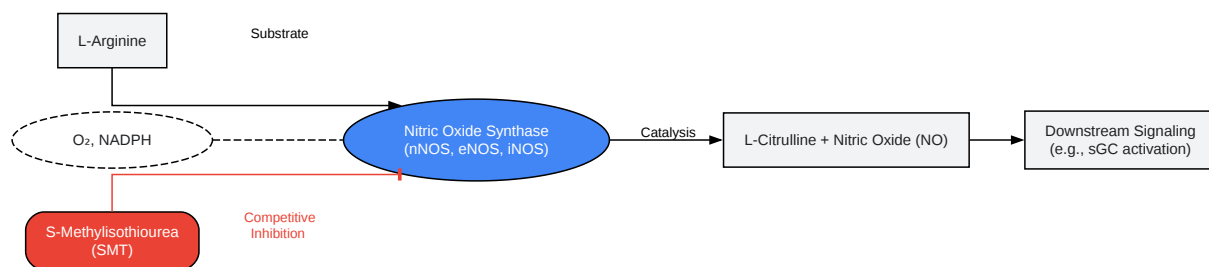 L-Arginine
Substrate
O₂, NADPH
Nitric Oxide Synthase
(nNOS, eNOS, iNOS)
Catalysis
L-Citrulline + Nitric Oxide (NO)
Downstream Signaling
(e.g., sGC activation)
S-Methylisothiourea
(SMT)
Competitive
Inhibition